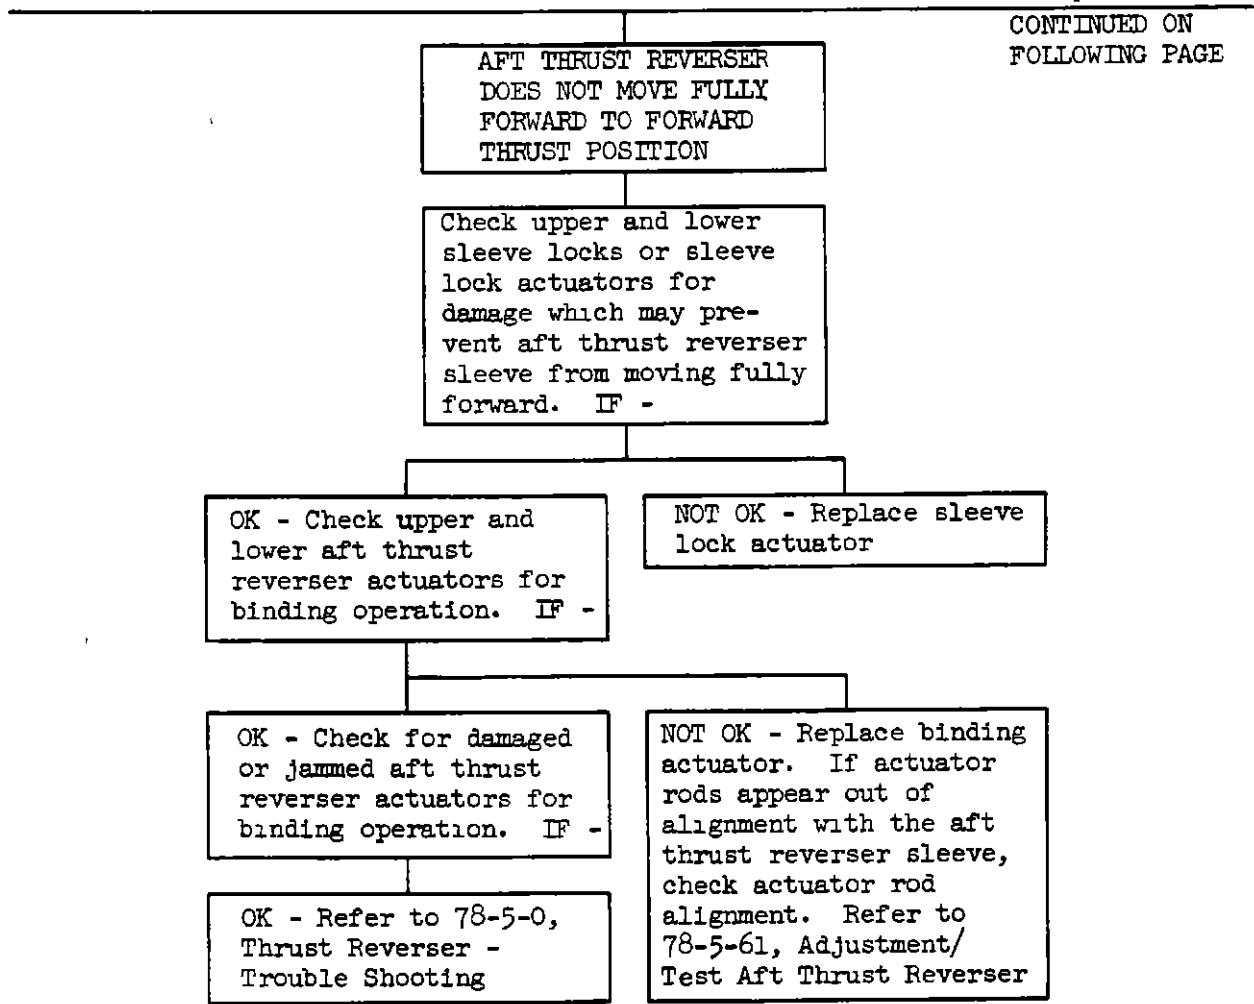 CONTINUED ON
FOLLOWING PAGE
AFT THRUST REVERSER
DOES NOT MOVE FULLY
FORWARD TO FORWARD
THRUST POSITION
Check upper and lower
sleeve locks or sleeve
lock actuators for
damage which may pre-
vent aft thrust reverser
sleeve from moving fully
forward. IF -
OK - Check upper and
lower aft thrust
reverser actuators for
binding operation. IF -
NOT OK - Replace sleeve
lock actuator
OK - Check for damaged
or jammed aft thrust
reverser actuators for
binding operation. IF -
NOT OK - Replace binding
actuator. If actuator
rods appear out of
alignment with the aft
thrust reverser sleeve,
check actuator rod
alignment. Refer to
78-5-61, Adjustment/
Test Aft Thrust Reverser
OK - Refer to 78-5-0,
Thrust Reverser -
Trouble Shooting